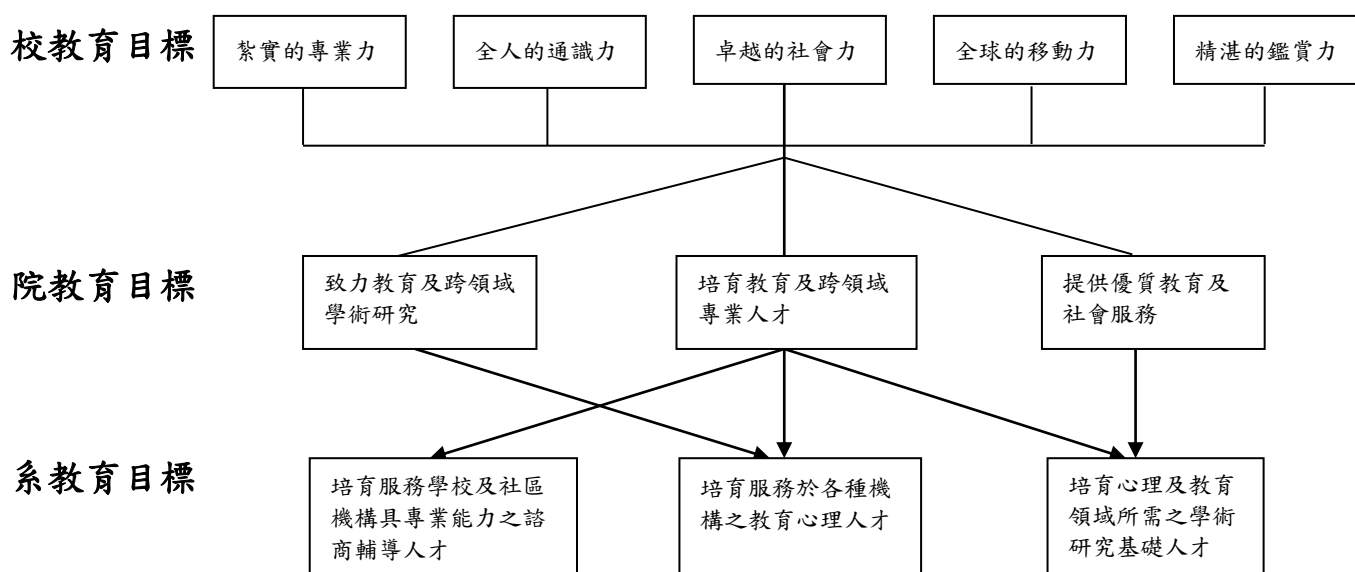 校教育目標
紮實的專業力
全人的通識力
卓越的社會力
全球的移動力
精湛的鑑賞力
院教育目標
致力教育及跨領域
學術研究
培育教育及跨領域
專業人才
提供優質教育及
社會服務
系教育目標
培育服務學校及社區
機構具專業能力之諮
商輔導人才
培育服務於各種機
構之教育心理人才
培育心理及教育
領域所需之學術
研究基礎人才